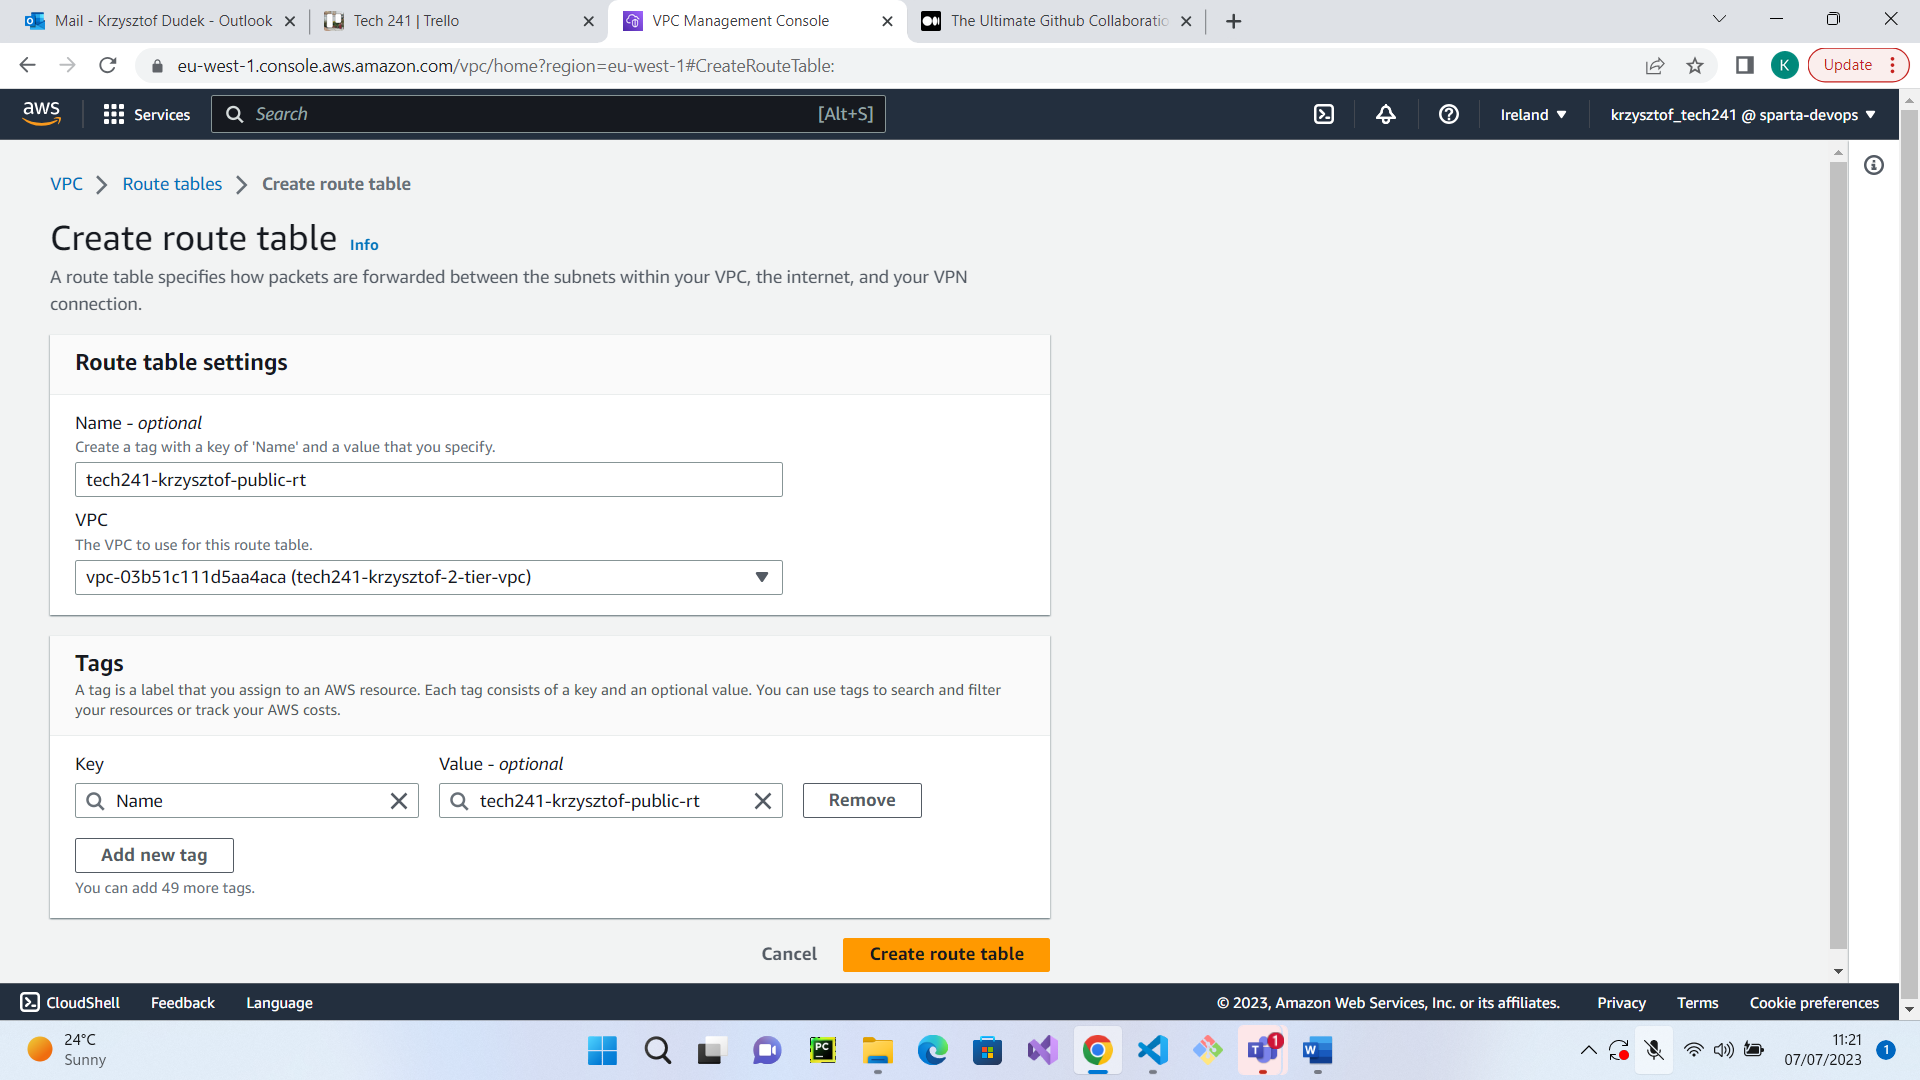 Mail - Krzysztof Dudek - Outlook
Tech 241 | Trello
VPC Management Console
The Ultimate Github Collaboratio
eu-west-1.console.aws.amazon.com/vpc/home?region=eu-west-1#CreateRouteTable:
K
Update
aws
Services
Search
[Alt+S]
Ireland
krzysztof_tech241 @ sparta-devops
VPC
Route tables
Create route table
Create route table
Info
A route table specifies how packets are forwarded between the subnets within your VPC, the internet, and your VPN
connection.
Route table settings
Name - optional
Create a tag with a key of 'Name' and a value that you specify.
tech241-krzysztof-public-rt
VPC
The VPC to use for this route table.
vpc-03b51c111d5aa4aca (tech241-krzysztof-2-tier-vpc)
Tags
A tag is a label that you assign to an AWS resource. Each tag consists of a key and an optional value. You can use tags to search and filter
your resources or track your AWS costs.
Key
Value - optional
Name
tech241-krzysztof-public-rt
Remove
Add new tag
You can add 49 more tags.
Cancel
Create route table
CloudShell
Feedback
Language
© 2023, Amazon Web Services, Inc. or its affiliates.
Privacy
Terms
Cookie preferences
24°C
Sunny
PC
T
1
W
11:21
07/07/2023
1